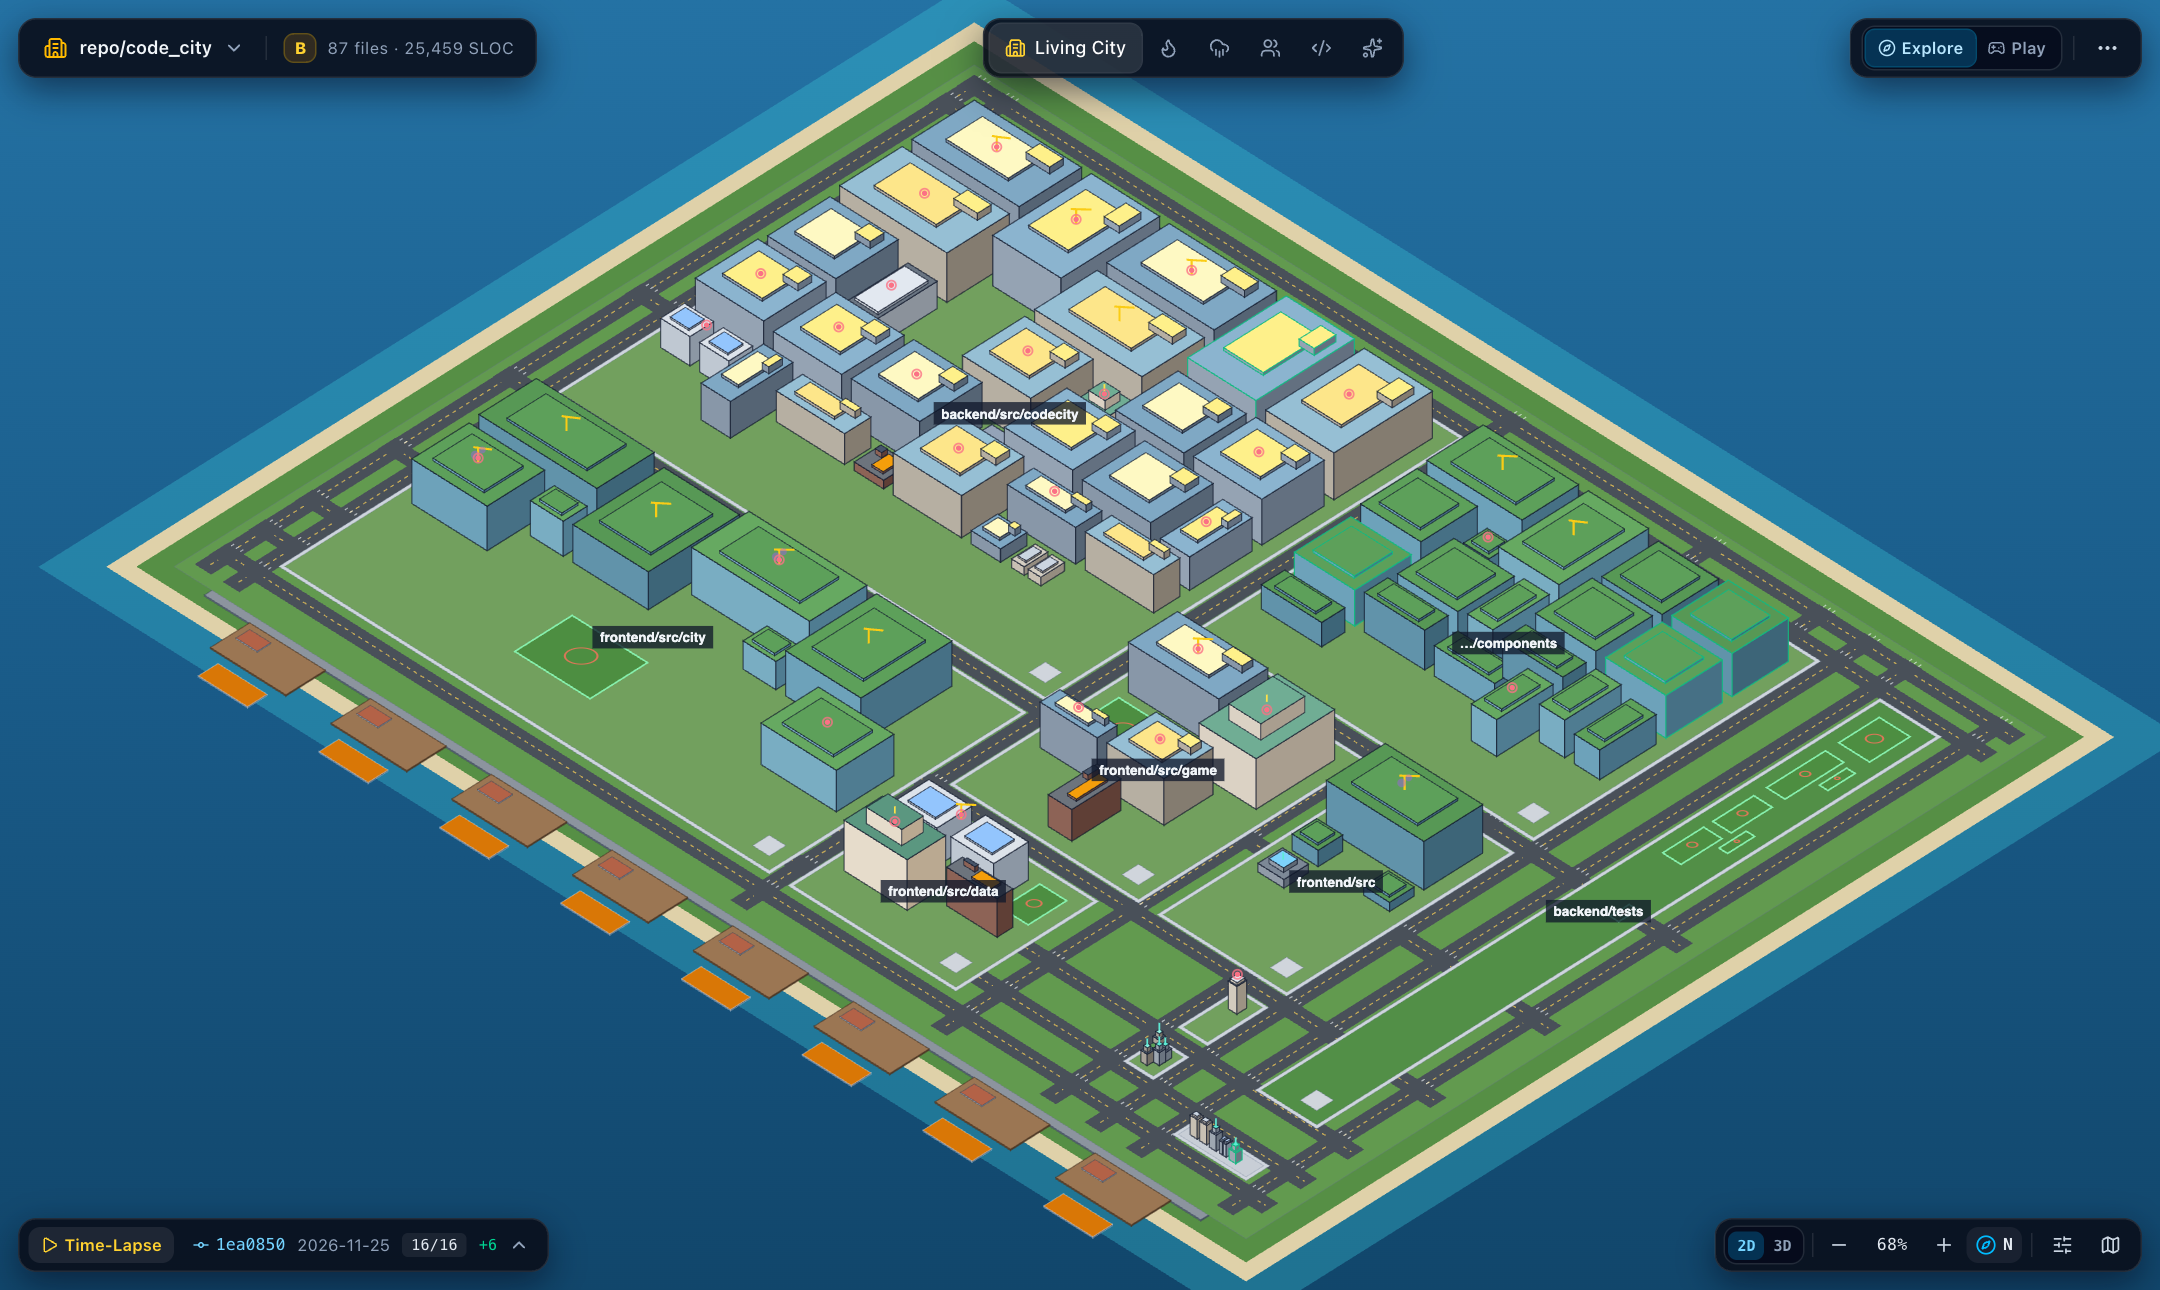 repo/code_city
B
87 files · 25,459 SLOC
Living City
Explore
Play
backend/src/codecity
frontend/src/city
.../components
frontend/src/game
frontend/src/data
frontend/src
backend/tests
Time-Lapse
1ea0850
2026-11-25
16/16
+6
2D
3D
68%
N